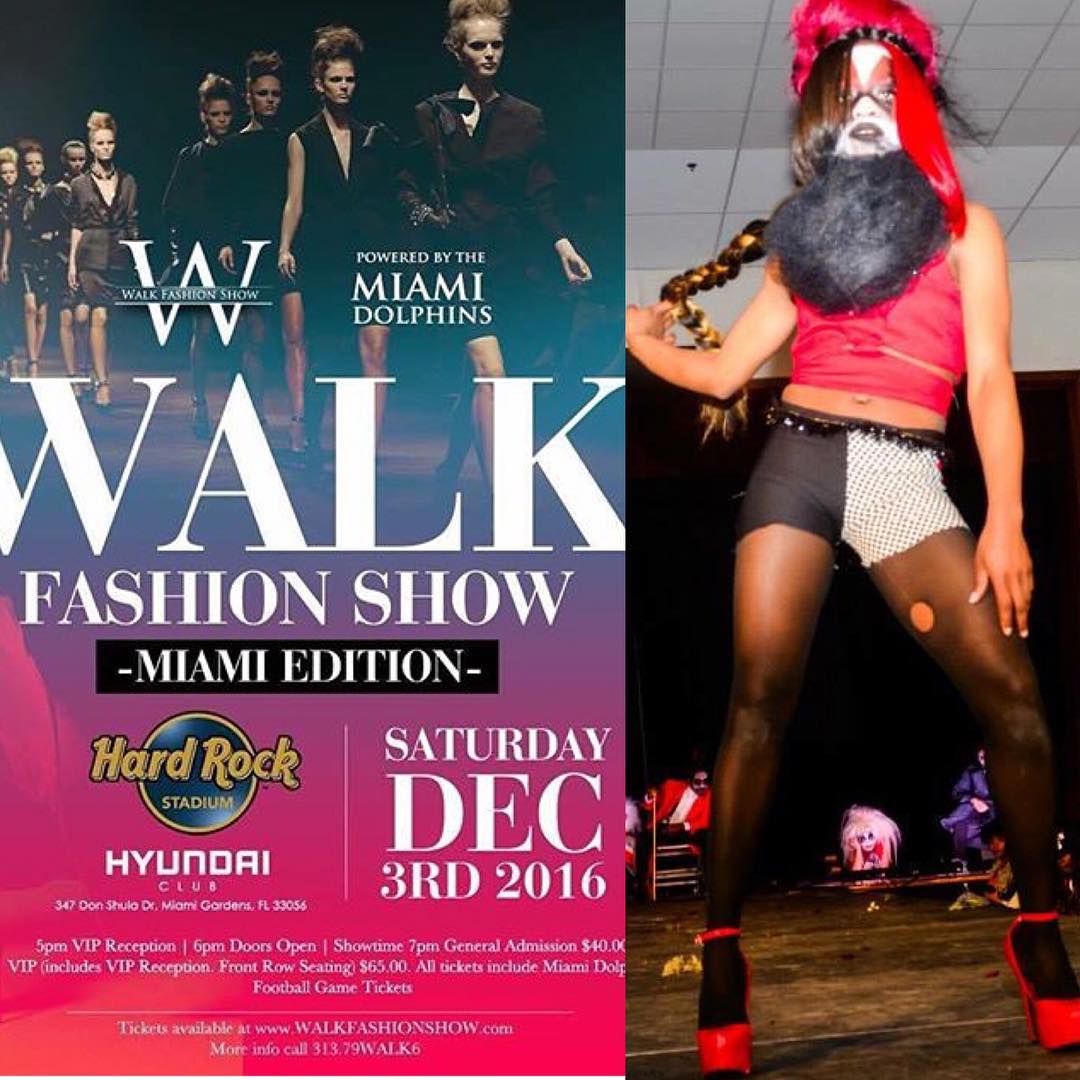 W
WALK FASHION SHOW
POWERED BY THE
MIAMI
DOLPHINS
WALK
FASHION SHOW
-MIAMI EDITION-
Hard Rock
STADIUM
HYUNDAI
CLUB
347 Don Shula Dr, Miami Gardens, FL 33056
SATURDAY
DEC
3RD 2016
5pm VIP Reception | 6pm Doors Open | Showtime 7pm General Admission $40.00
VIP (includes VIP Reception. Front Row Seating) $65.00. All tickets include Miami Dolp
Football Game Tickets
Tickets available at www.WALKFASHIONSHOW.com
More info call 313.79WALK6